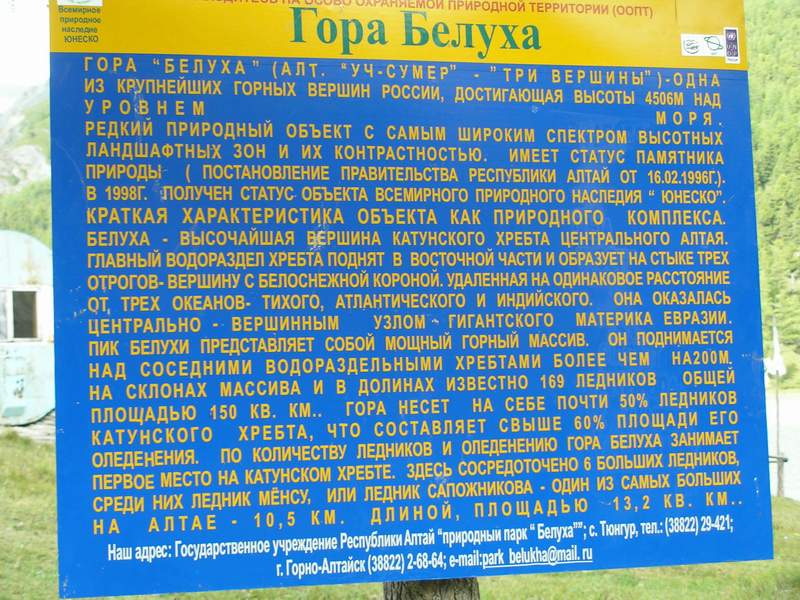 Всемирное
природное
наследие
ЮНЕСКО
НА ОСОБО ОХРАНЯЕМОЙ ПРИРОДНОЙ ТЕРРИТОРИИ (ООПТ)
Гора Белуха
ГОРА "БЕЛУХА" (АЛТ. "УЧ-СУМЕР" - "ТРИ ВЕРШИНЫ")-ОДНА
ИЗ КРУПНЕЙШИХ ГОРНЫХ ВЕРШИН РОССИИ, ДОСТИГАЮЩАЯ ВЫСОТЫ 4506М НАД
УРОВНЕМ МОРЯ.
РЕДКИЙ ПРИРОДНЫЙ ОБЪЕКТ С САМЫМ ШИРОКИМ СПЕКТРОМ ВЫСОТНЫХ
ЛАНДШАФТНЫХ ЗОН И ИХ КОНТРАСТНОСТЬЮ. ИМЕЕТ СТАТУС ПАМЯТНИКА
ПРИРОДЫ ( ПОСТАНОВЛЕНИЕ ПРАВИТЕЛЬСТВА РЕСПУБЛИКИ АЛТАЙ ОТ 16.02.1996Г.).
В 1998Г. ПОЛУЧЕН СТАТУС ОБЪЕКТА ВСЕМИРНОГО ПРИРОДНОГО НАСЛЕДИЯ " ЮНЕСКО".
КРАТКАЯ ХАРАКТЕРИСТИКА ОБЪЕКТА КАК ПРИРОДНОГО КОМПЛЕКСА.
БЕЛУХА - ВЫСОЧАЙШАЯ ВЕРШИНА КАТУНСКОГО ХРЕБТА ЦЕНТРАЛЬНОГО АЛТАЯ.
ГЛАВНЫЙ ВОДОРАЗДЕЛ ХРЕБТА ПОДНЯТ В ВОСТОЧНОЙ ЧАСТИ И ОБРАЗУЕТ НА СТЫКЕ ТРЕХ
ОТРОГОВ- ВЕРШИНУ С БЕЛОСНЕЖНОЙ КОРОНОЙ. УДАЛЕННАЯ НА ОДИНАКОВОЕ РАССТОЯНИЕ
ОТ ТРЕХ ОКЕАНОВ- ТИХОГО, АТЛАНТИЧЕСКОГО И ИНДИЙСКОГО. ОНА ОКАЗАЛАСЬ
ЦЕНТРАЛЬНО - ВЕРШИННЫМ УЗЛОМ - ГИГАНТСКОГО МАТЕРИКА ЕВРАЗИИ.
ПИК БЕЛУХИ ПРЕДСТАВЛЯЕТ СОБОЙ МОЩНЫЙ ГОРНЫЙ МАССИВ. ОН ПОДНИМАЕТСЯ
НАД СОСЕДНИМИ ВОДОРАЗДЕЛЬНЫМИ ХРЕБТАМИ БОЛЕЕ ЧЕМ НА200М.
НА СКЛОНАХ МАССИВА И В ДОЛИНАХ ИЗВЕСТНО 169 ЛЕДНИКОВ ОБЩЕЙ
ПЛОЩАДЬЮ 150 КВ. КМ.. ГОРА НЕСЕТ НА СЕБЕ ПОЧТИ 50% ЛЕДНИКОВ
КАТУНСКОГО ХРЕБТА, ЧТО СОСТАВЛЯЕТ СВЫШЕ 60% ПЛОЩАДИ ЕГО
ОЛЕДЕНЕНИЯ. ПО КОЛИЧЕСТВУ ЛЕДНИКОВ И ОЛЕДЕНЕНИЮ ГОРА БЕЛУХА ЗАНИМАЕТ
ПЕРВОЕ МЕСТО НА КАТУНСКОМ ХРЕБТЕ. ЗДЕСЬ СОСРЕДОТОЧЕНО 6 БОЛЬШИХ ЛЕДНИКОВ,
СРЕДИ НИХ ЛЕДНИК МЁНСУ, ИЛИ ЛЕДНИК САПОЖНИКОВА - ОДИН ИЗ САМЫХ БОЛЬШИХ
НА АЛТАЕ - 10,5 КМ. ДЛИНОЙ, ПЛОЩАДЬЮ 13,2 КВ. КМ..
Наш адрес: Государственное учреждение Республики Алтай "природный парк " Белуха""; с. Тюнгур, тел.: (38822) 29-421;
г. Горно-Алтайск (38822) 2-68-64; e-mail:park_belukha@mail.ru